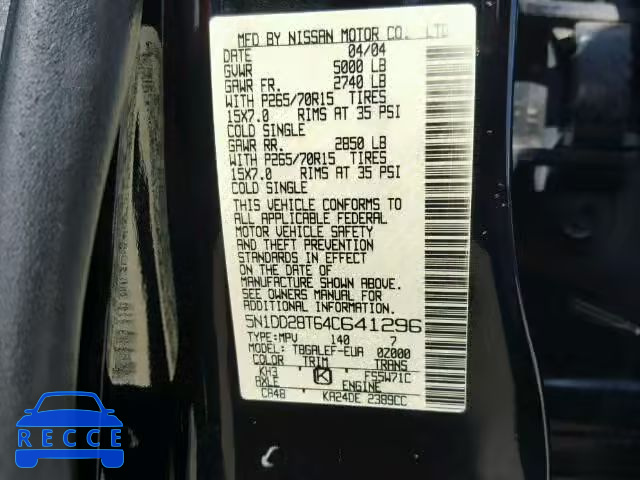 MFD BY NISSAN MOTOR CO., LTD
DATE 04/04
GVWR 5000 LB
GAWR FR. 2740 LB
WITH P265/70R15 TIRES
15X7.0 RIMS AT 35 PSI
COLD SINGLE
GAWR RR. 2850 LB
WITH P265/70R15 TIRES
15X7.0 RIMS AT 35 PSI
COLD SINGLE
THIS VEHICLE CONFORMS TO
ALL APPLICABLE FEDERAL
MOTOR VEHICLE SAFETY
AND THEFT PREVENTION
STANDARDS IN EFFECT
ON THE DATE OF
MANUFACTURE SHOWN ABOVE.
SEE OWNERS MANUAL FOR
ADDITIONAL INFORMATION
5N1DD28T64C641296
TYPE:MPV 140 7
MODEL: TBGALEF-EUA 0Z000
COLOR TRIM TRANS
KH3 K FS5W71C
AXLE ENGINE
CA48 KA24DE 2389CC
RECCE